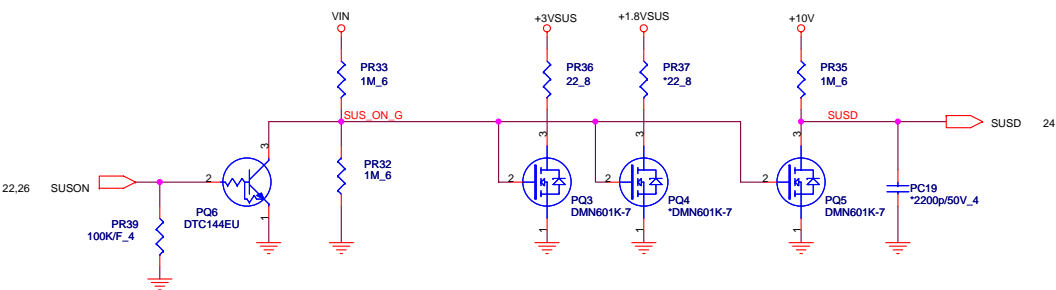 VIN
+3VSUS
+1.8VSUS
+10V
PR33
1M_6
PR36
22_8
PR37
*22_8
PR35
1M_6
SUS_ON_G
SUSD
SUSD 24
3
3
3
3
PR32
1M_6
22,26 SUSON
2
2
2
2
PQ6
DTC144EU
PQ3
DMN601K-7
PQ4
*DMN601K-7
PQ5
DMN601K-7
PC19
*2200p/50V_4
PR39
100K/F_4
1
1
1
1